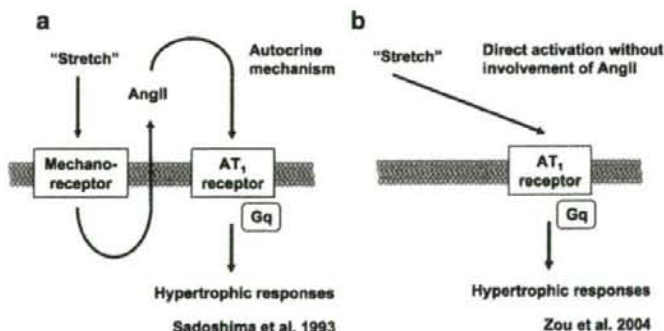 a
"Stretch"
AngII
Autocrine
mechanism
Mechano-
receptor
AT1
receptor
Gq
Hypertrophic responses
Sadoshima et al. 1993
b
"Stretch"
Direct activation without
involvement of AngII
AT1
receptor
Gq
Hypertrophic responses
Zou et al. 2004